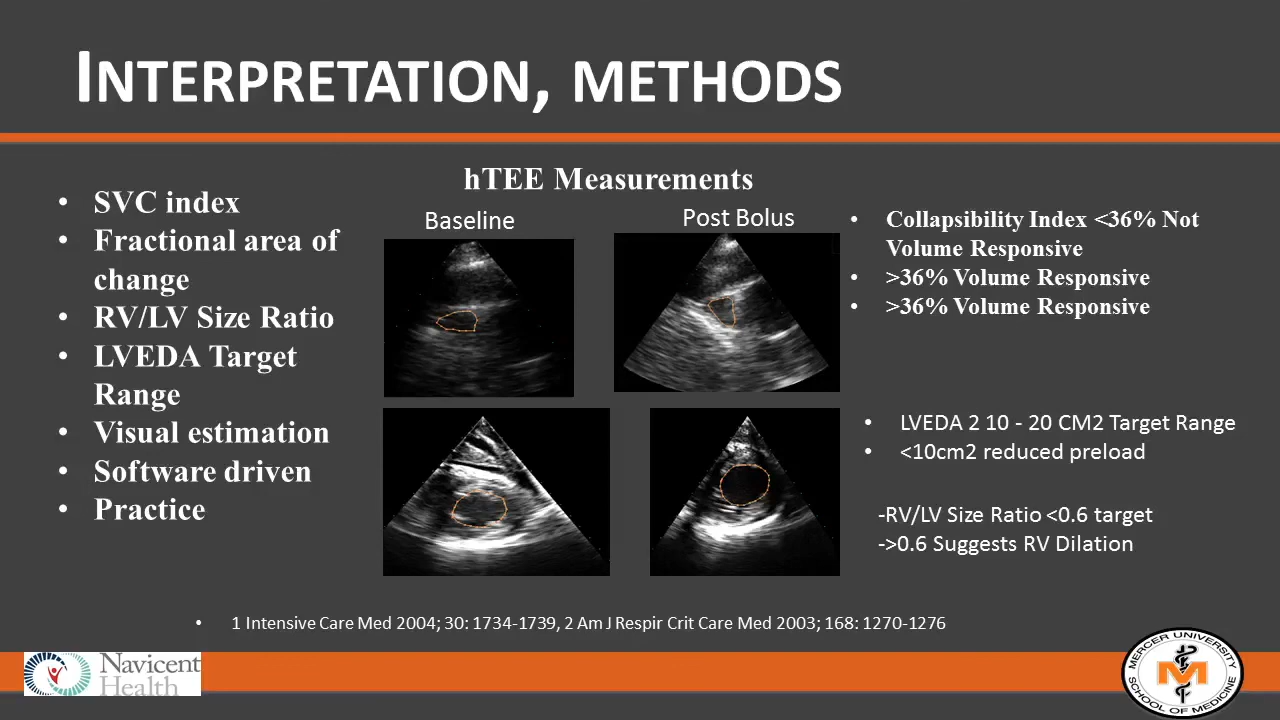 INTERPRETATION, METHODS
• SVC index
• Fractional area of
change
• RV/LV Size Ratio
• LVEDA Target
Range
• Visual estimation
• Software driven
• Practice
hTEE Measurements
Baseline
Post Bolus
• Collapsibility Index <36% Not
Volume Responsive
• >36% Volume Responsive
• >36% Volume Responsive
• LVEDA 2 10 - 20 CM2 Target Range
• <10cm2 reduced preload
-RV/LV Size Ratio <0.6 target
->0.6 Suggests RV Dilation
• 1 Intensive Care Med 2004; 30: 1734-1739, 2 Am J Respir Crit Care Med 2003; 168: 1270-1276
Navicent
Health
MERCER UNIVERSITY
M
SCHOOL OF MEDICINE